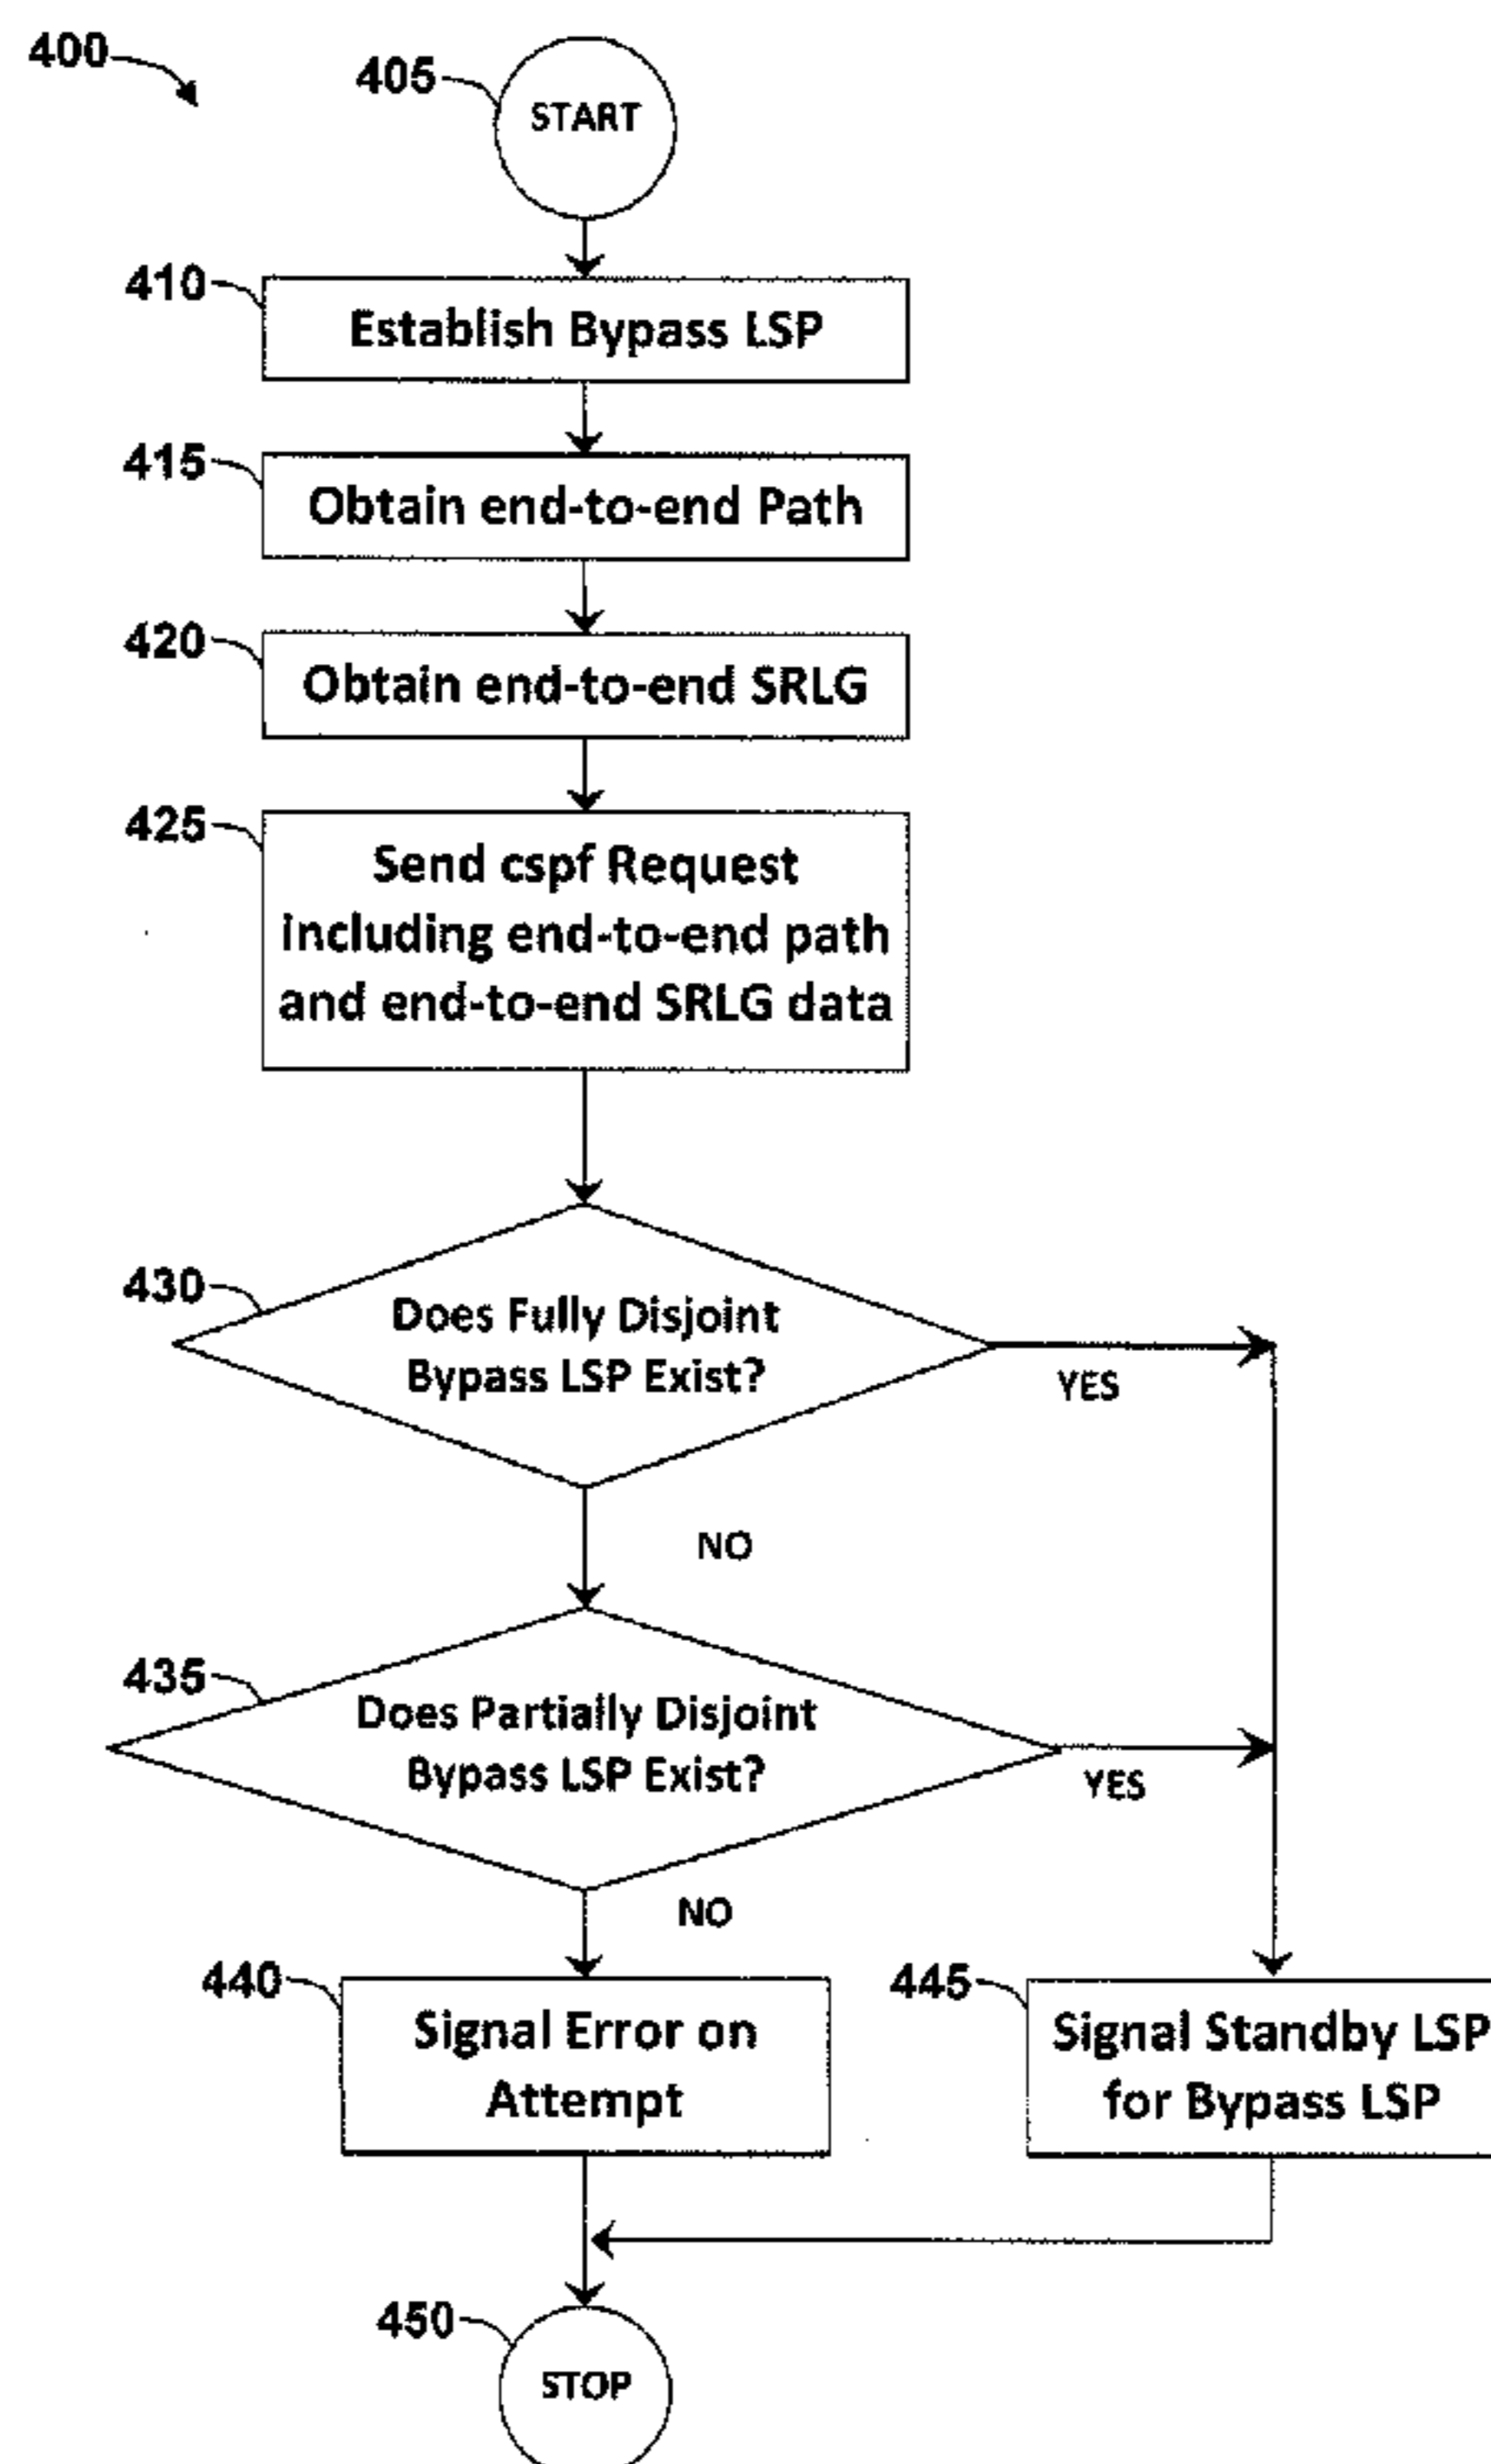 400
405
START
410
Establish Bypass LSP
415
Obtain end-to-end Path
420
Obtain end-to-end SRLG
425
Send cspf Request
including end-to-end path
and end-to-end SRLG data
430
Does Fully Disjoint
Bypass LSP Exist?
YES
NO
435
Does Partially Disjoint
Bypass LSP Exist?
YES
NO
440
Signal Error on
Attempt
445
Signal Standby LSP
for Bypass LSP
450
STOP